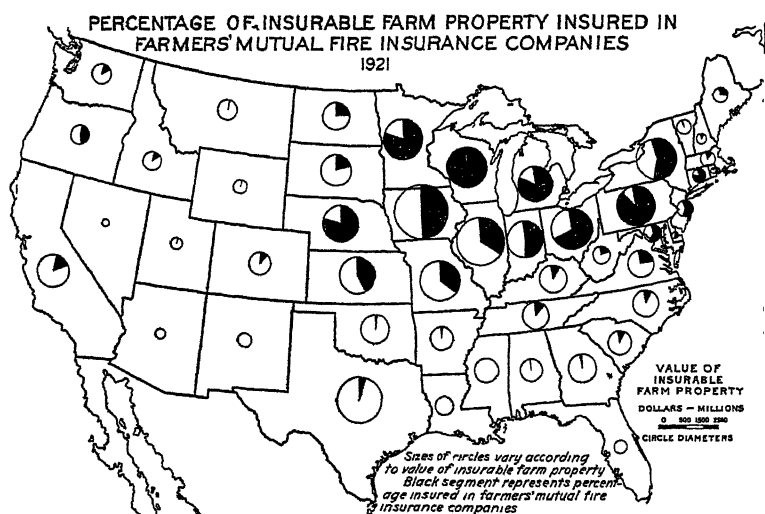 PERCENTAGE OF INSURABLE FARM PROPERTY INSURED IN
FARMERS' MUTUAL FIRE INSURANCE COMPANIES
1921
VALUE OF
INSURABLE
FARM PROPERTY
DOLLARS – MILLIONS
0 500 1500 2500
CIRCLE DIAMETERS
Sizes of circles vary according
to value of insurable farm property
Black segment represents percent-
age insured in farmers' mutual fire
insurance companies